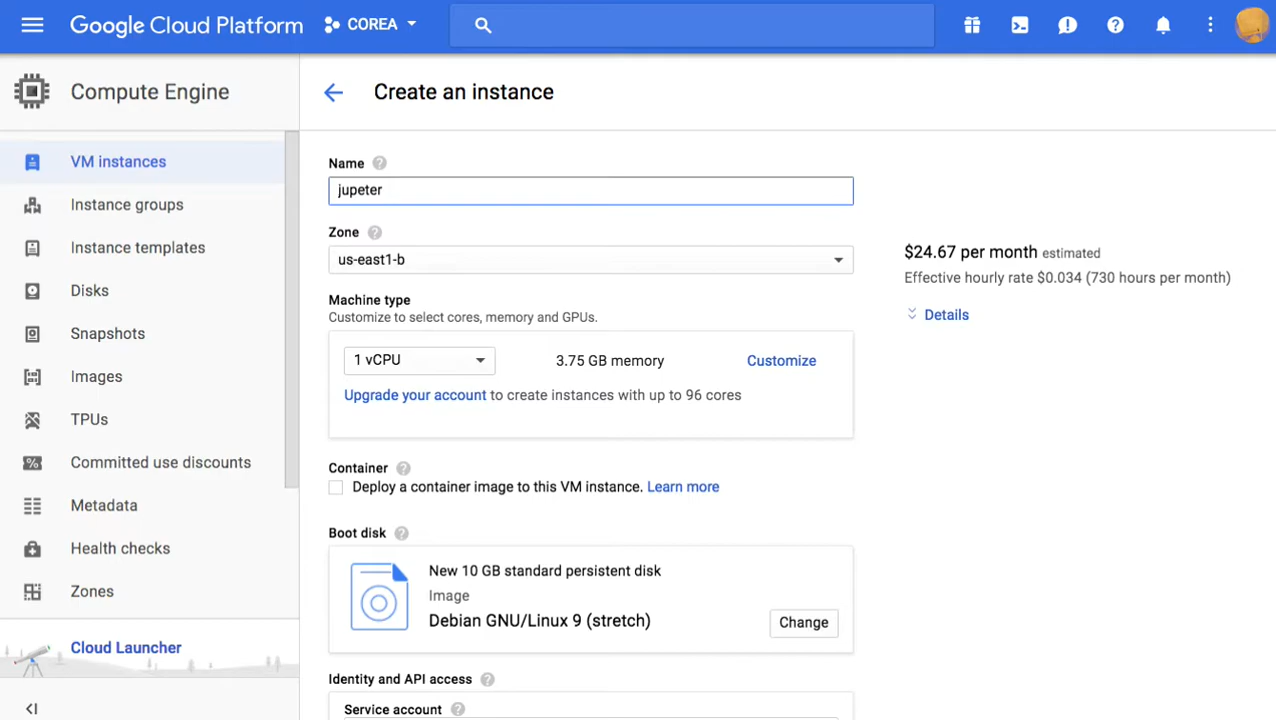 Google Cloud Platform COREA
Compute Engine
Create an instance
VM instances
Instance groups
Instance templates
Disks
Snapshots
Images
TPUs
Committed use discounts
Metadata
Health checks
Zones
Cloud Launcher
Name
jupeter
Zone
us-east1-b
Machine type
Customize to select cores, memory and GPUs.
1 vCPU 3.75 GB memory Customize
Upgrade your account to create instances with up to 96 cores
Container
Deploy a container image to this VM instance. Learn more
Boot disk
New 10 GB standard persistent disk
Image
Debian GNU/Linux 9 (stretch)
Change
Identity and API access
Service account
$24.67 per month estimated
Effective hourly rate $0.034 (730 hours per month)
Details